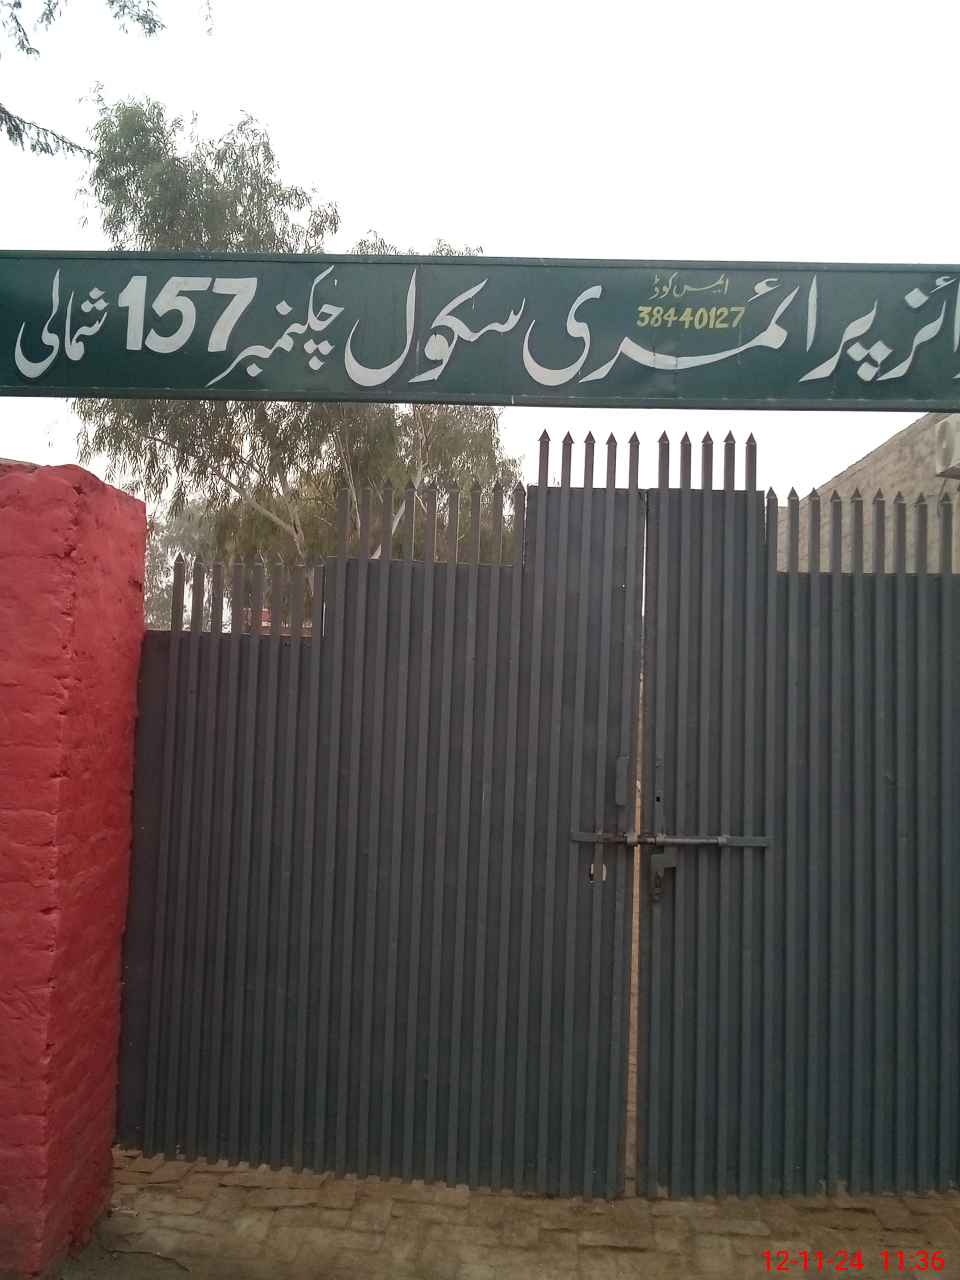 ائز پرائمری سکول چکنمبر 157 شمالی
ایمس کوڈ
38440127
12-11-24 11:36